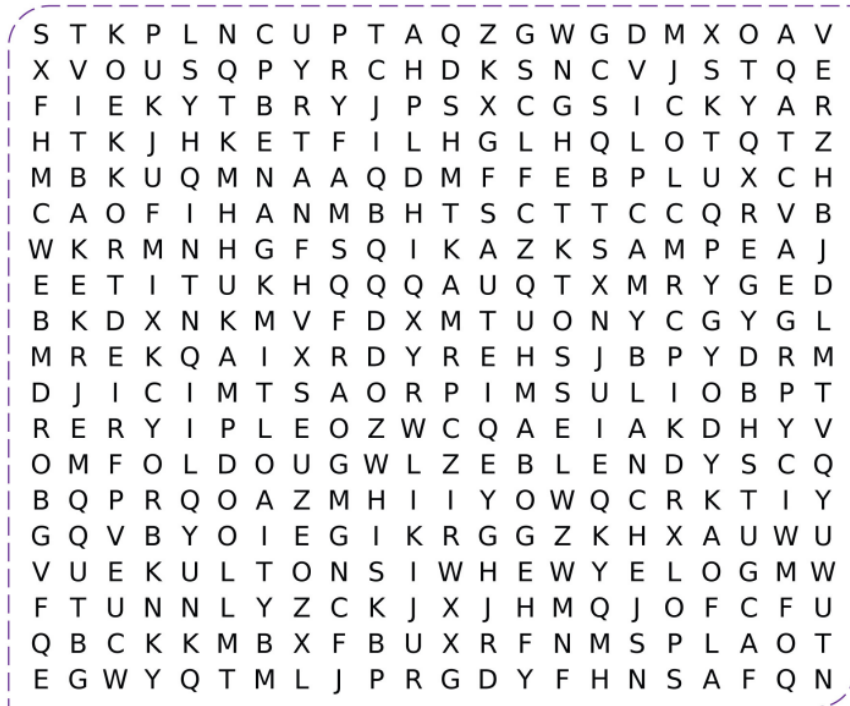 S T K P L N C U P T A Q Z G W G D M X O A V
X V O U S Q P Y R C H D K S N C V J S T Q E
F I E K Y T B R Y J P S X C G S I C K Y A R
H T K J H K E T F I L H G L H Q L O T Q T Z
M B K U Q M N A A Q D M F F E B P L U X C H
C A O F I H A N M B H T S C T T C C Q R V B
W K R M N H G F S Q I K A Z K S A M P E A J
E E T I T U K H Q Q Q A U Q T X M R Y G E D
B K D X N K M V F D X M T U O N Y C G Y G L
M R E K Q A I X R D Y R E H S J B P Y D R M
D J I C I M T S A O R P I M S U L I O B P T
R E R Y I P L E O Z W C Q A E I A K D H Y V
O M F O L D O U G W L Z E B L E N D Y S C Q
B Q P R Q O A Z M H I I Y O W Q C R K T I Y
G Q V B Y O I E G I K R G G Z K H X A U W U
V U E K U L T O N S I W H E W Y E L O G M W
F T U N N L Y Z C K J X J H M Q J O F C F U
Q B C K K M B X F B U X R F N M S P L A O T
E G W Y Q T M L J P R G D Y F H N S A F Q N